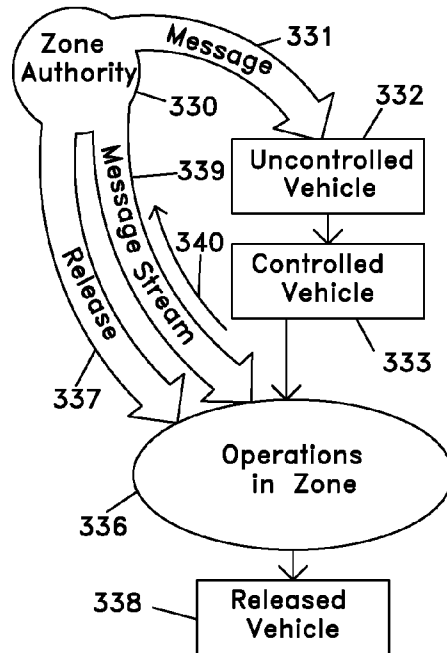 Zone
Authority
Message
331
330
332
Uncontrolled
Vehicle
339
Message Stream
340
Controlled
Vehicle
333
Release
337
Operations
in Zone
336
338
Released
Vehicle